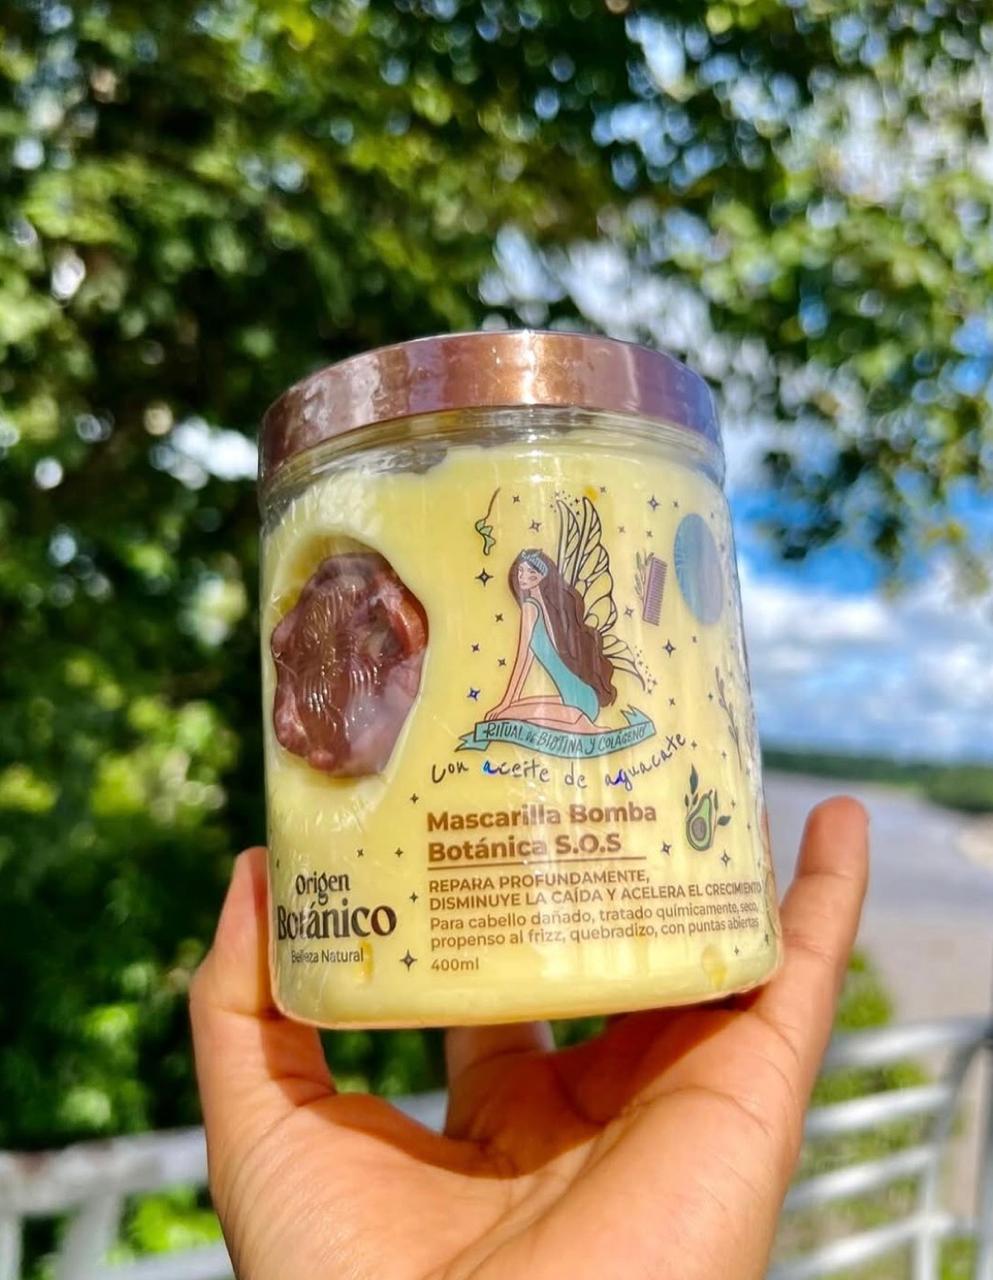 RITUAL DE BIOTINA Y COLÁGENO
con aceite de aguacate
Mascarilla Bomba
Botánica S.O.S
REPARA PROFUNDAMENTE,
DISMINUYE LA CAÍDA Y ACELERA EL CRECIMIENTO
Para cabello dañado, tratado químicamente, seco,
propenso al frizz, quebradizo, con puntas abiertas
400ml
Origen
Botánico
Belleza Natural